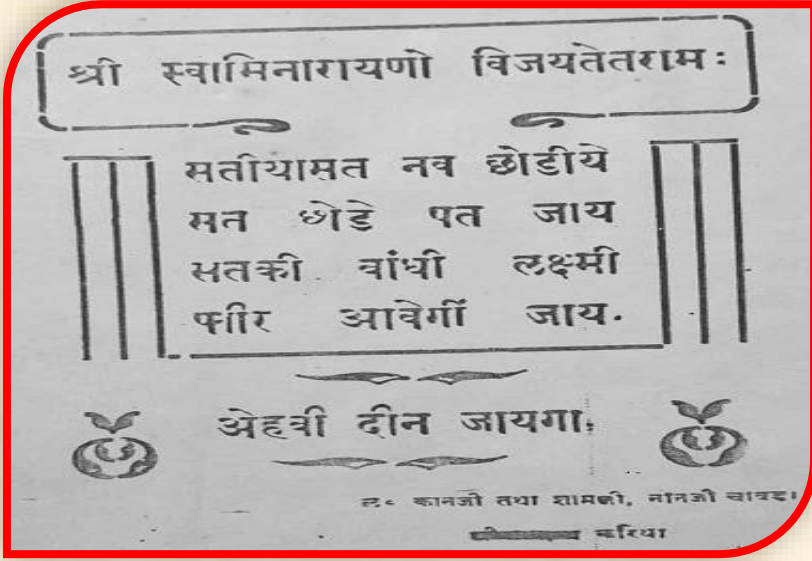 श्री स्वामिनारायणो विजयतेतरामः
सतीयासत नव छोडीये
सत छोडे पत जाय
सतकी बांधी लक्ष्मी
फीर आवेगीं जाय.
अेहवी दीन जायगा.
ल० कानजी तथा शामजी, नानजी चावड।
करिया